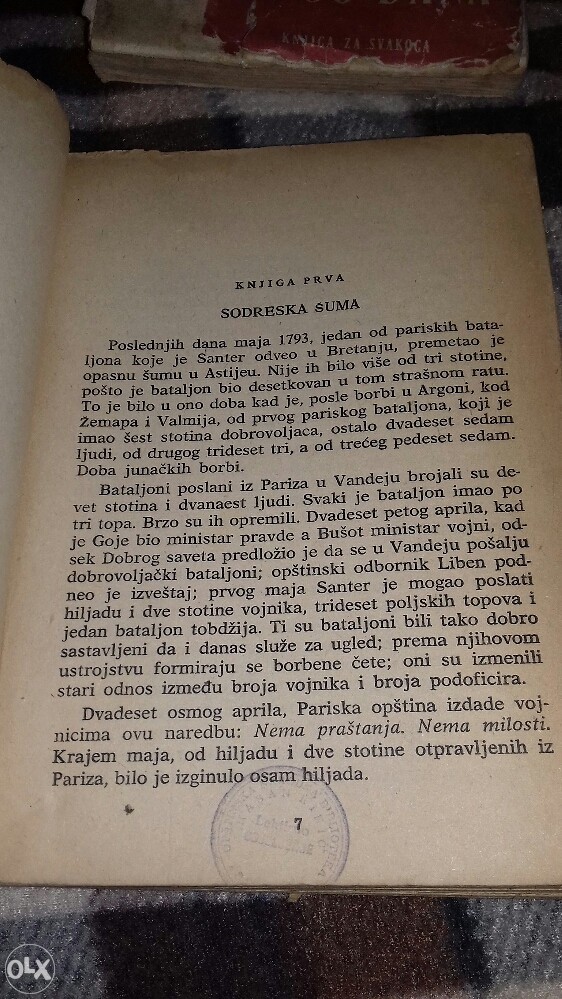 KNJIGA ZA SVAKOGA
KNJIGA PRVA
SODRESKA SUMA
Poslednjih dana maja 1793, jedan od pariskih bata-
ljona koje je Santer odveo u Bretanju, premetao je
opasnu šumu u Astijeu. Nije ih bilo više od tri stotine,
pošto je bataljon bio desetkovan u tom strašnom ratu.
To je bilo u ono doba kad je, posle borbi u Argoni, kod
Žemapa i Valmija, od prvog pariskog bataljona, koji je
imao šest stotina dobrovoljaca, ostalo dvadeset sedam
ljudi, od drugog trideset tri, a od trećeg pedeset sedam.
Doba junačkih borbi.
Bataljoni poslani iz Pariza u Vandeju brojali su de-
vet stotina i dvanaest ljudi. Svaki je bataljon imao po
tri topa. Brzo su ih opremili. Dvadeset petog aprila, kad
je Goje bio ministar pravde a Bušot ministar vojni, od-
sek Dobrog saveta predložio je da se u Vandeju pošalju
dobrovoljački bataljoni; opštinski odbornik Liben pod-
neo je izveštaj; prvog maja Santer je mogao poslati
hiljadu i dve stotine vojnika, trideset poljskih topova i
jedan bataljon tobdžija. Ti su bataljoni bili tako dobro
sastavljeni da i danas služe za ugled; prema njihovom
ustrojstvu formiraju se borbene čete; oni su izmenili
stari odnos između broja vojnika i broja podoficira.
Dvadeset osmog aprila, Pariska opština izdade voj-
nicima ovu naredbu: Nema praštanja. Nema milosti.
Krajem maja, od hiljadu i dve stotine otpravljenih iz
Pariza, bilo je izginulo osam hiljada.
7
OLX